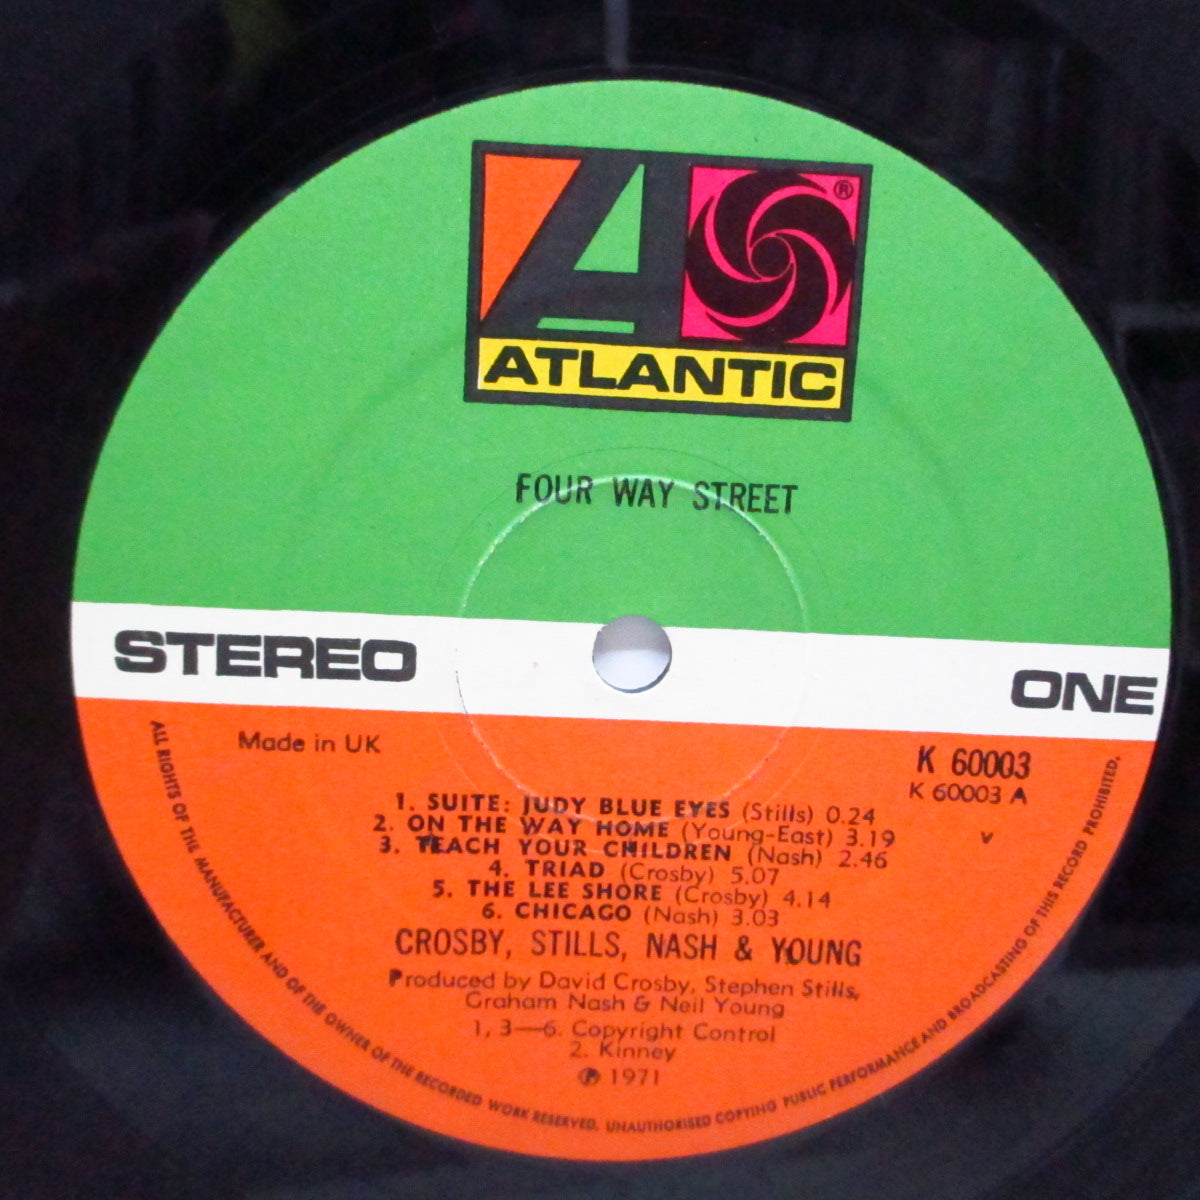 A ®
ATLANTIC
FOUR WAY STREET
STEREO ONE
Made in UK K 60003
K 60003 A
1. SUITE: JUDY BLUE EYES (Stills) 0.24
2. ON THE WAY HOME (Young-East) 3.19 v
3. TEACH YOUR CHILDREN (Nash) 2.46
4. TRIAD (Crosby) 5.07
5. THE LEE SHORE (Crosby) 4.14
6. CHICAGO (Nash) 3.03
CROSBY, STILLS, NASH & YOUNG
Produced by David Crosby, Stephen Stills,
Graham Nash & Neil Young
1, 3—6. Copyright Control
2. Kinney
℗ 1971
ALL RIGHTS OF THE MANUFACTURER AND OF THE OWNER OF THE RECORDED WORK RESERVED. UNAUTHORISED COPYING PUBLIC PERFORMANCE AND BROADCASTING OF THIS RECORD PROHIBITED.